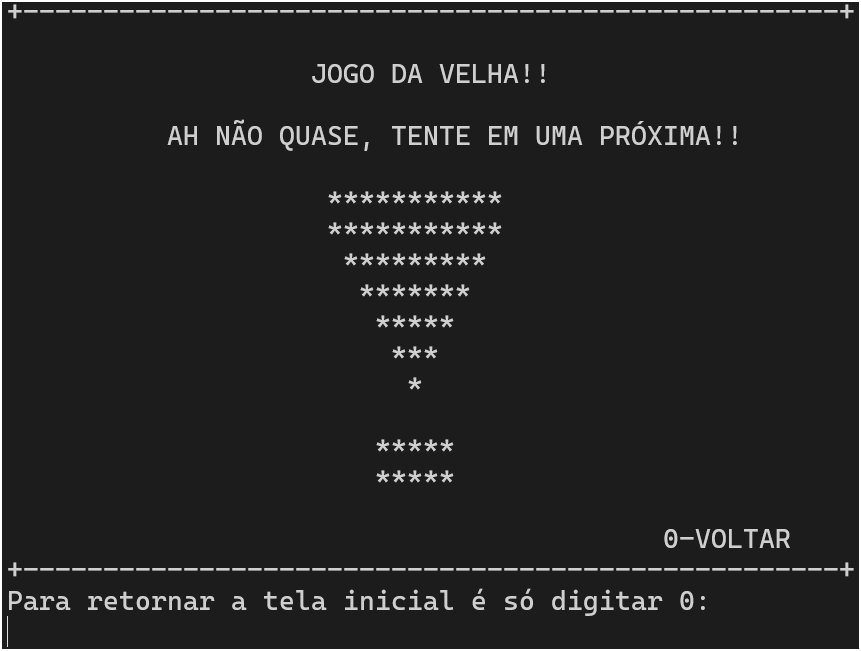 +---------------------------------------------------+
JOGO DA VELHA!!
AH NÃO QUASE, TENTE EM UMA PRÓXIMA!!
***********
***********
*********
*******
*****
***
*
*****
*****
0-VOLTAR
+---------------------------------------------------+
Para retornar a tela inicial é só digitar 0: